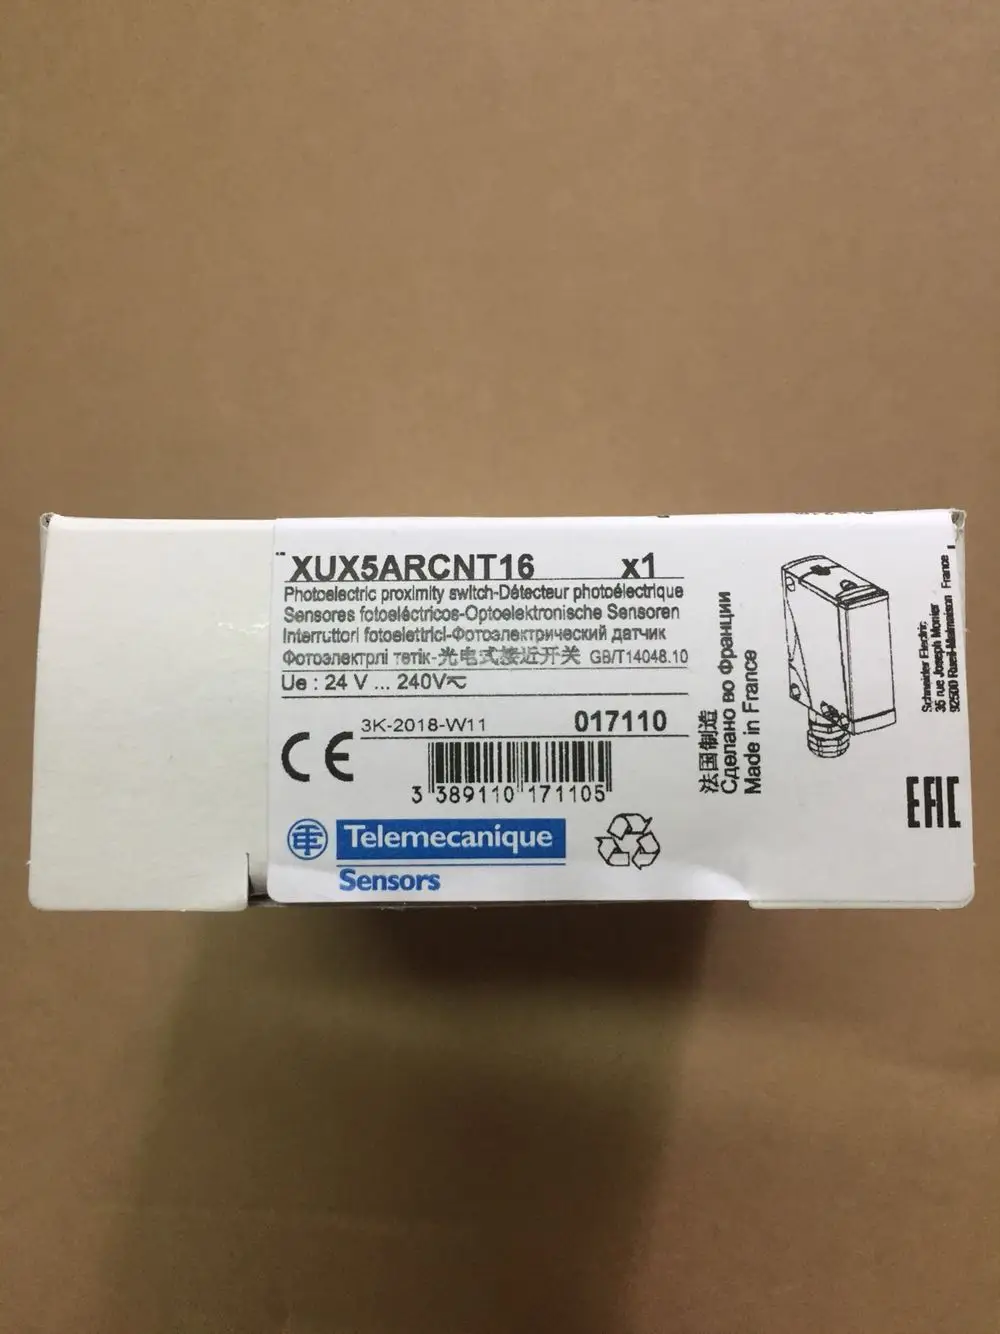 XUX5ARCNT16 x1
Photoelectric proximity switch-Détecteur photoélectrique
Sensores fotoeléctricos-Optoelektronische Sensoren
Interruttori fotoelettrici-Фотоэлектрический датчик
Фотоэлектрлі тетік-光电式接近开关 GB/T14048.10
Ue : 24 V ... 240V
3K-2018-W11 017110
CE
3 389110 171105
Telemecanique
Sensors
法国制造
Сделано во Франции
Made in France
Schneider Electric
35 rue Joseph Monier
92500 Rueil-Malmaison France
EAC